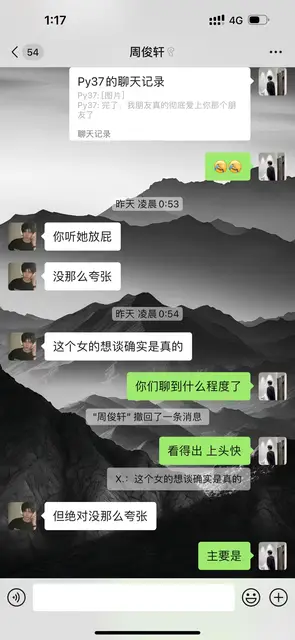 1:17
4G
54
周俊轩
Py37的聊天记录
Py37: [图片]
Py37: 完了，我朋友真的彻底爱上你那个朋
友了
聊天记录
昨天 凌晨 0:53
你听她放屁
没那么夸张
昨天 凌晨 0:54
这个女的想谈确实是真的
你们聊到什么程度了
"周俊轩" 撤回了一条消息
看得出 上头快
X.：这个女的想谈确实是真的
但绝对没那么夸张
主要是